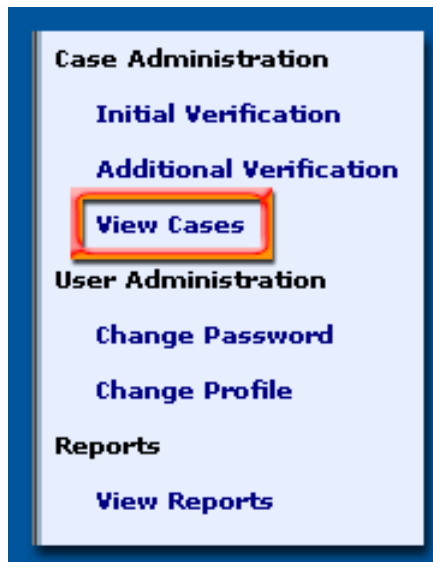 Case Administration
Initial Verification
Additional Verification
View Cases
User Administration
Change Password
Change Profile
Reports
View Reports